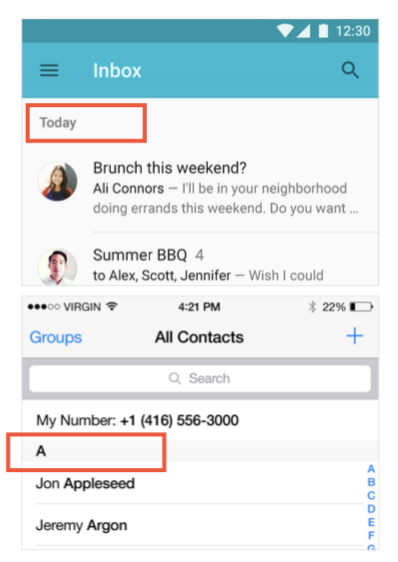 12:30
Inbox
Today
Brunch this weekend?
Ali Connors — I'll be in your neighborhood
doing errands this weekend. Do you want ...
Summer BBQ 4
to Alex, Scott, Jennifer — Wish I could
VIRGIN 4:21 PM 22%
Groups All Contacts +
Search
My Number: +1 (416) 556-3000
A
Jon Appleseed
Jeremy Argon
A
B
C
D
E
F
G